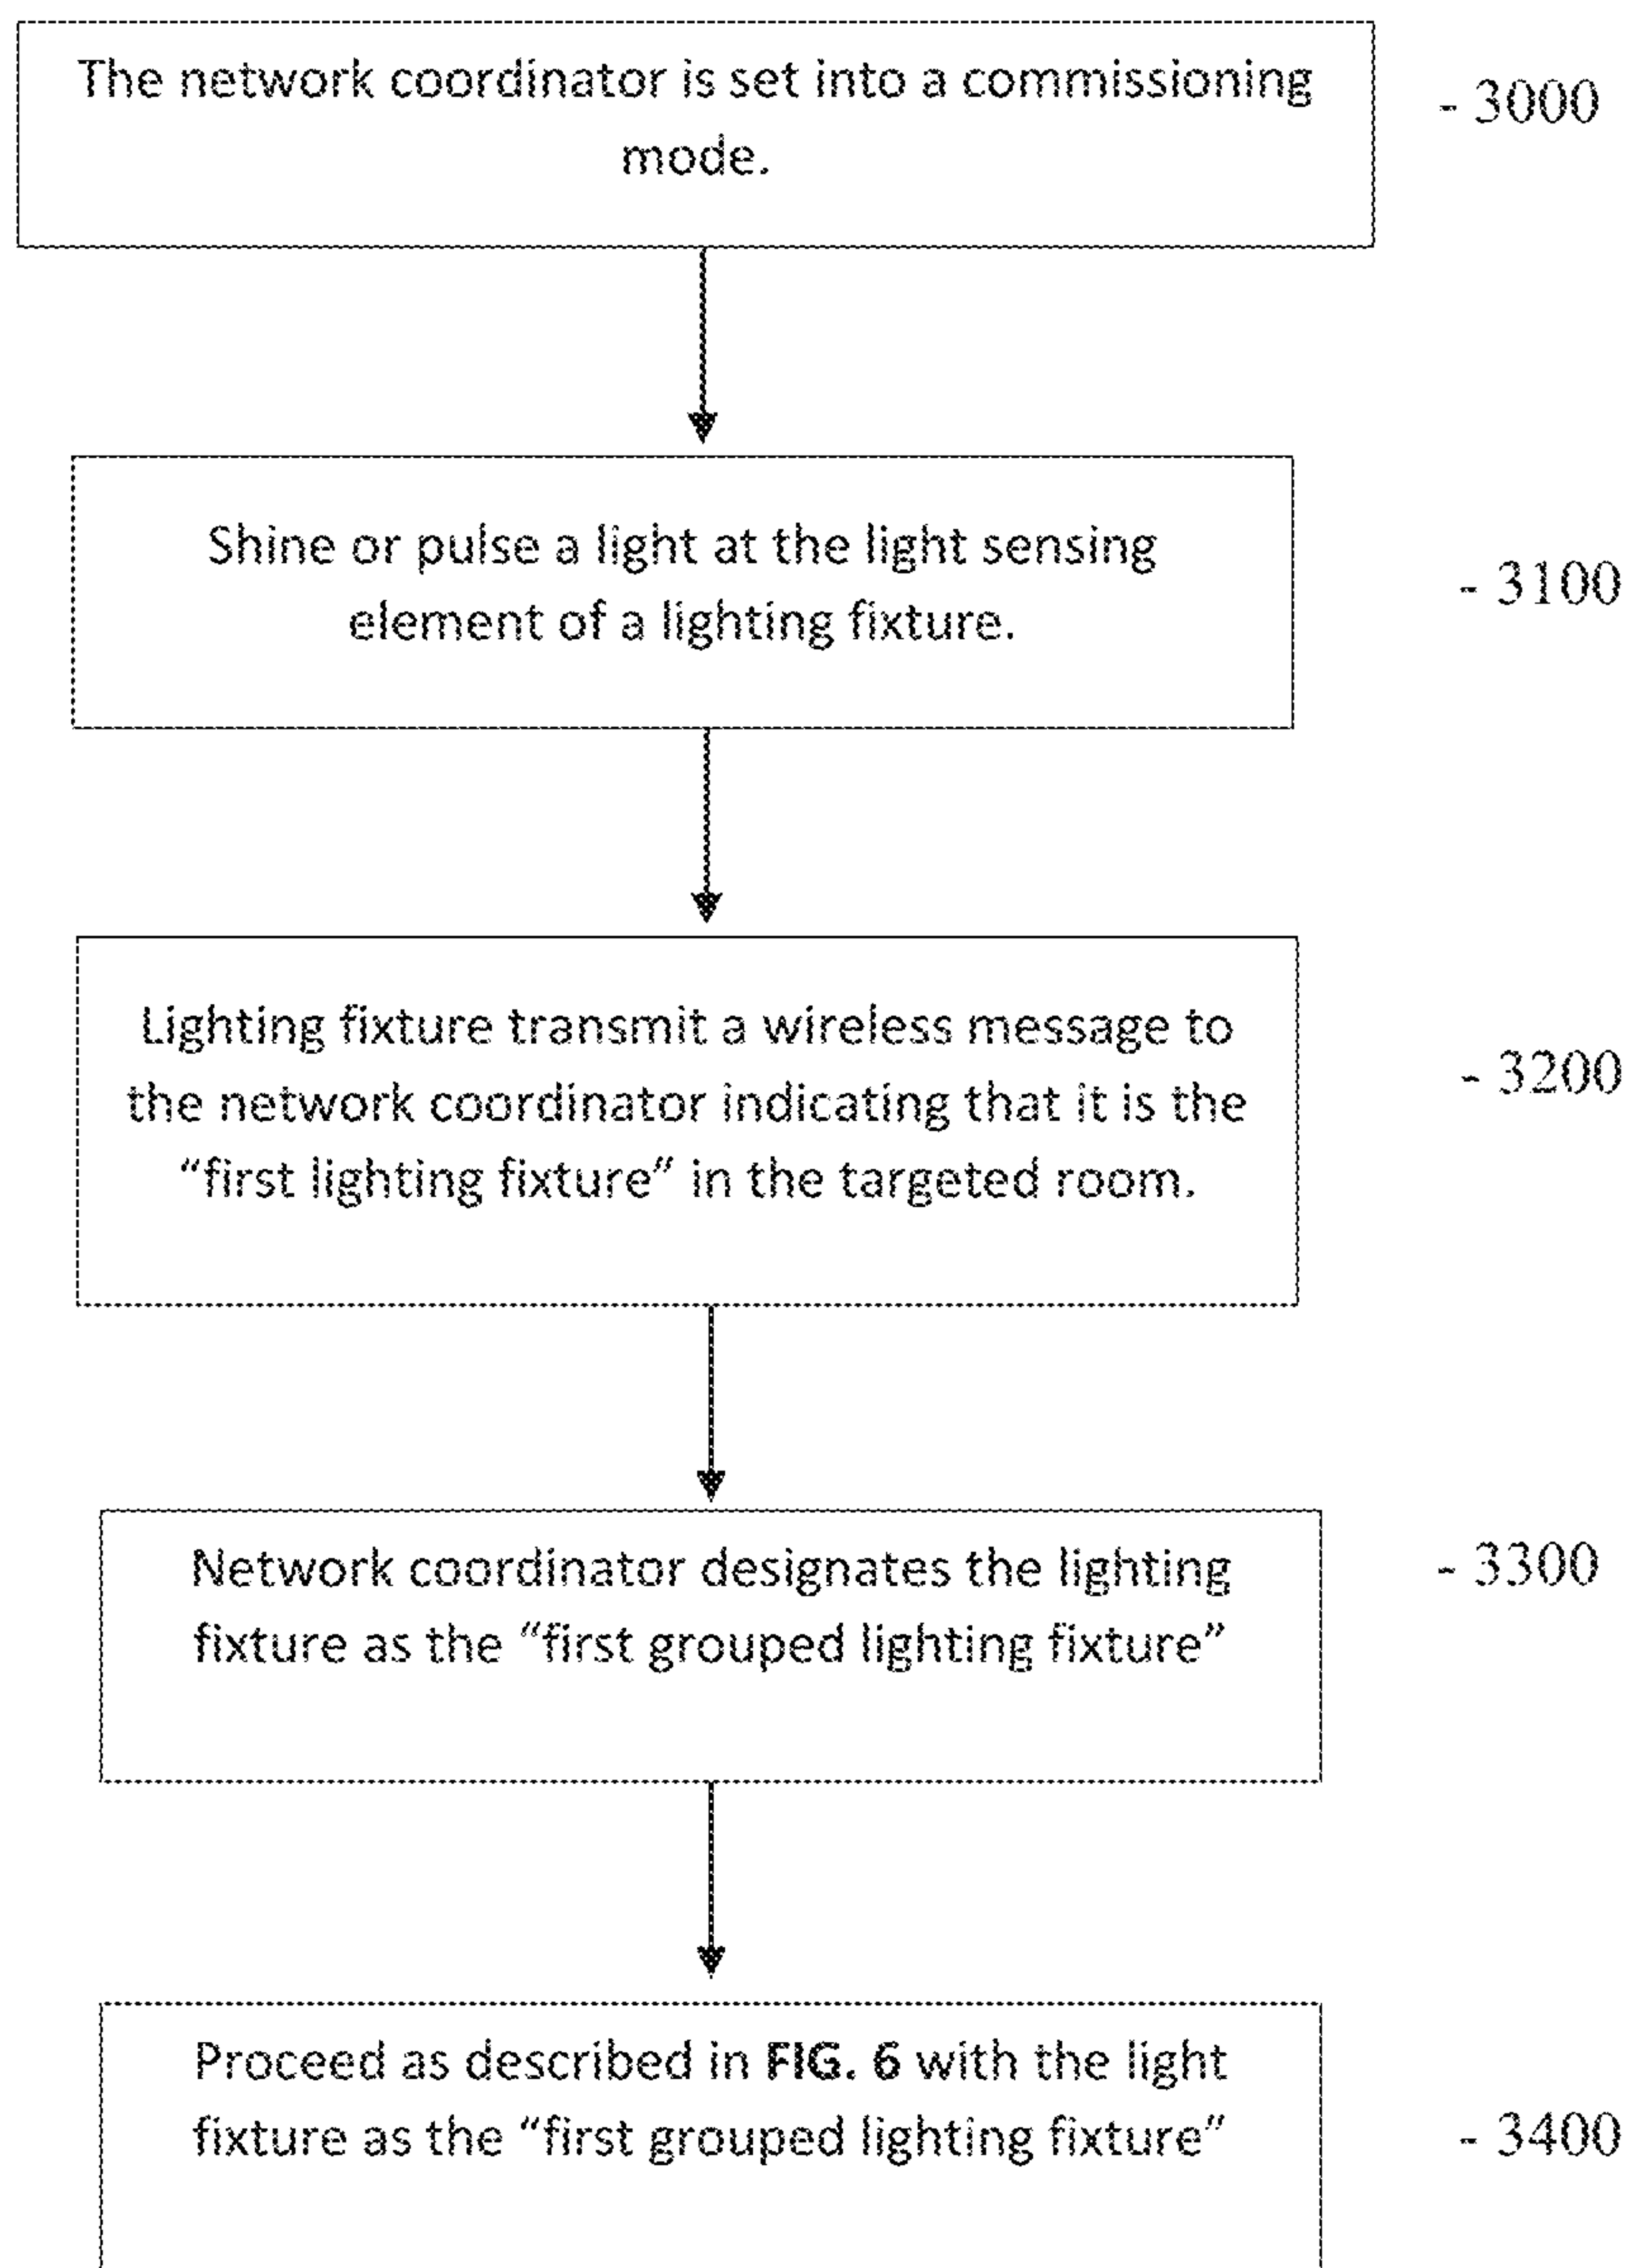 The network coordinator is set into a commissioning
mode.
- 3000
Shine or pulse a light at the light sensing
element of a lighting fixture.
- 3100
Lighting fixture transmit a wireless message to
the network coordinator indicating that it is the
“first lighting fixture” in the targeted room.
- 3200
Network coordinator designates the lighting
fixture as the “first grouped lighting fixture”
- 3300
Proceed as described in FIG. 6 with the light
fixture as the “first grouped lighting fixture”
- 3400